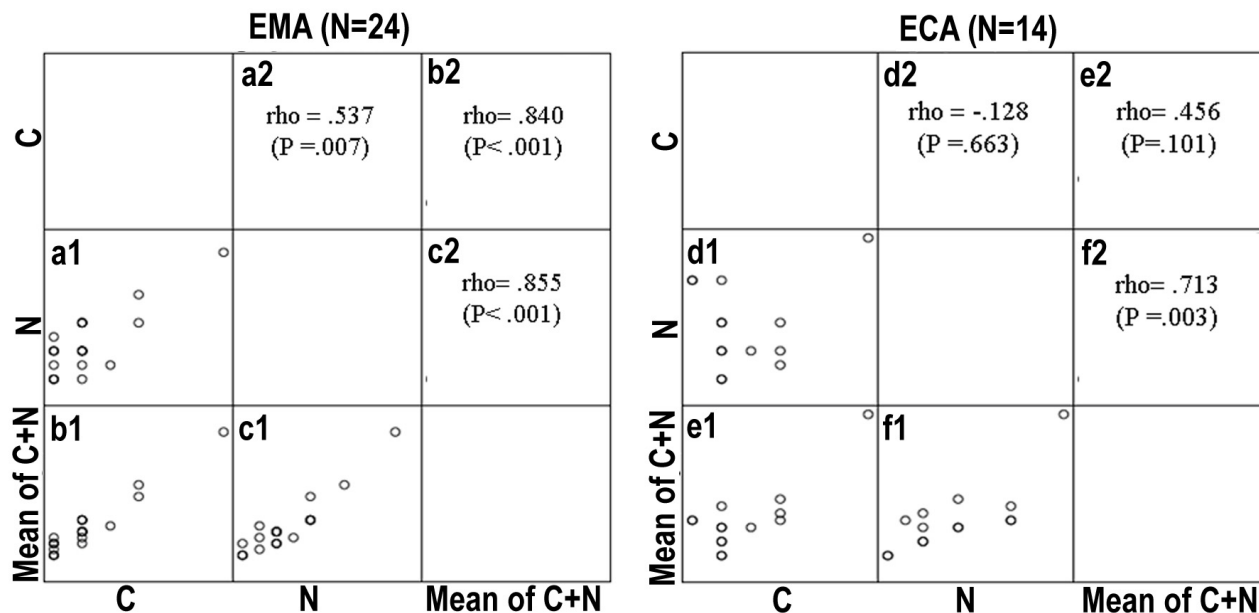 EMA (N=24)
a2
rho = .537
(P =.007)
b2
rho= .840
(P< .001)
C
a1
c2
rho= .855
(P< .001)
N
b1
c1
Mean of C+N
C
N
Mean of C+N
ECA (N=14)
d2
rho = -.128
(P =.663)
e2
rho= .456
(P=.101)
C
d1
f2
rho= .713
(P =.003)
N
e1
f1
Mean of C+N
C
N
Mean of C+N